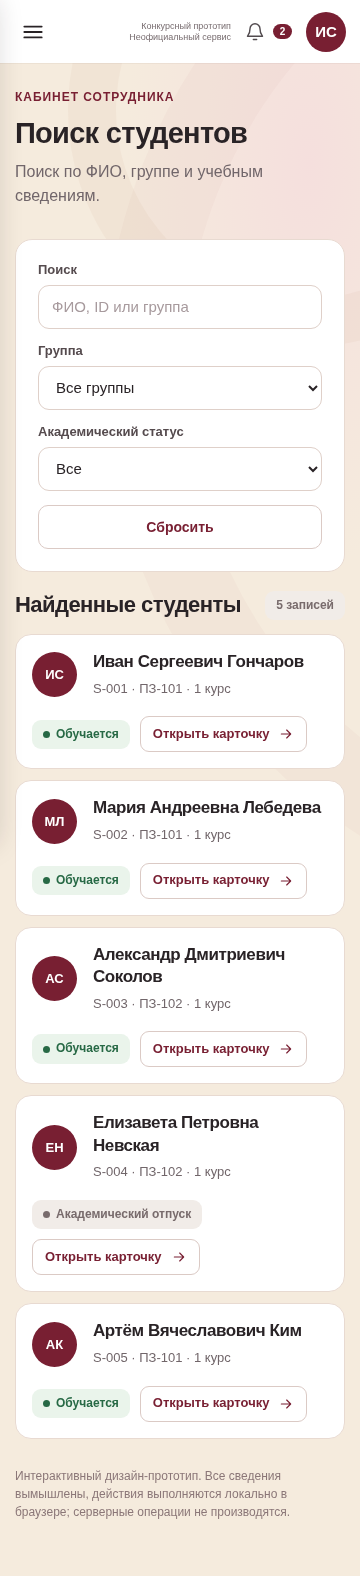 Конкурсный прототип
Неофициальный сервис
2
ИС
КАБИНЕТ СОТРУДНИКА
Поиск студентов
Поиск по ФИО, группе и учебным
сведениям.
Поиск
ФИО, ID или группа
Группа
Все группы
Академический статус
Все
Сбросить
Найденные студенты
5 записей
ИС
Иван Сергеевич Гончаров
S-001 · ПЗ-101 · 1 курс
Обучается
Открыть карточку
МЛ
Мария Андреевна Лебедева
S-002 · ПЗ-101 · 1 курс
Обучается
Открыть карточку
АС
Александр Дмитриевич
Соколов
S-003 · ПЗ-102 · 1 курс
Обучается
Открыть карточку
ЕН
Елизавета Петровна
Невская
S-004 · ПЗ-102 · 1 курс
Академический отпуск
Открыть карточку
АК
Артём Вячеславович Ким
S-005 · ПЗ-101 · 1 курс
Обучается
Открыть карточку
Интерактивный дизайн-прототип. Все сведения
вымышлены, действия выполняются локально в
браузере; серверные операции не производятся.